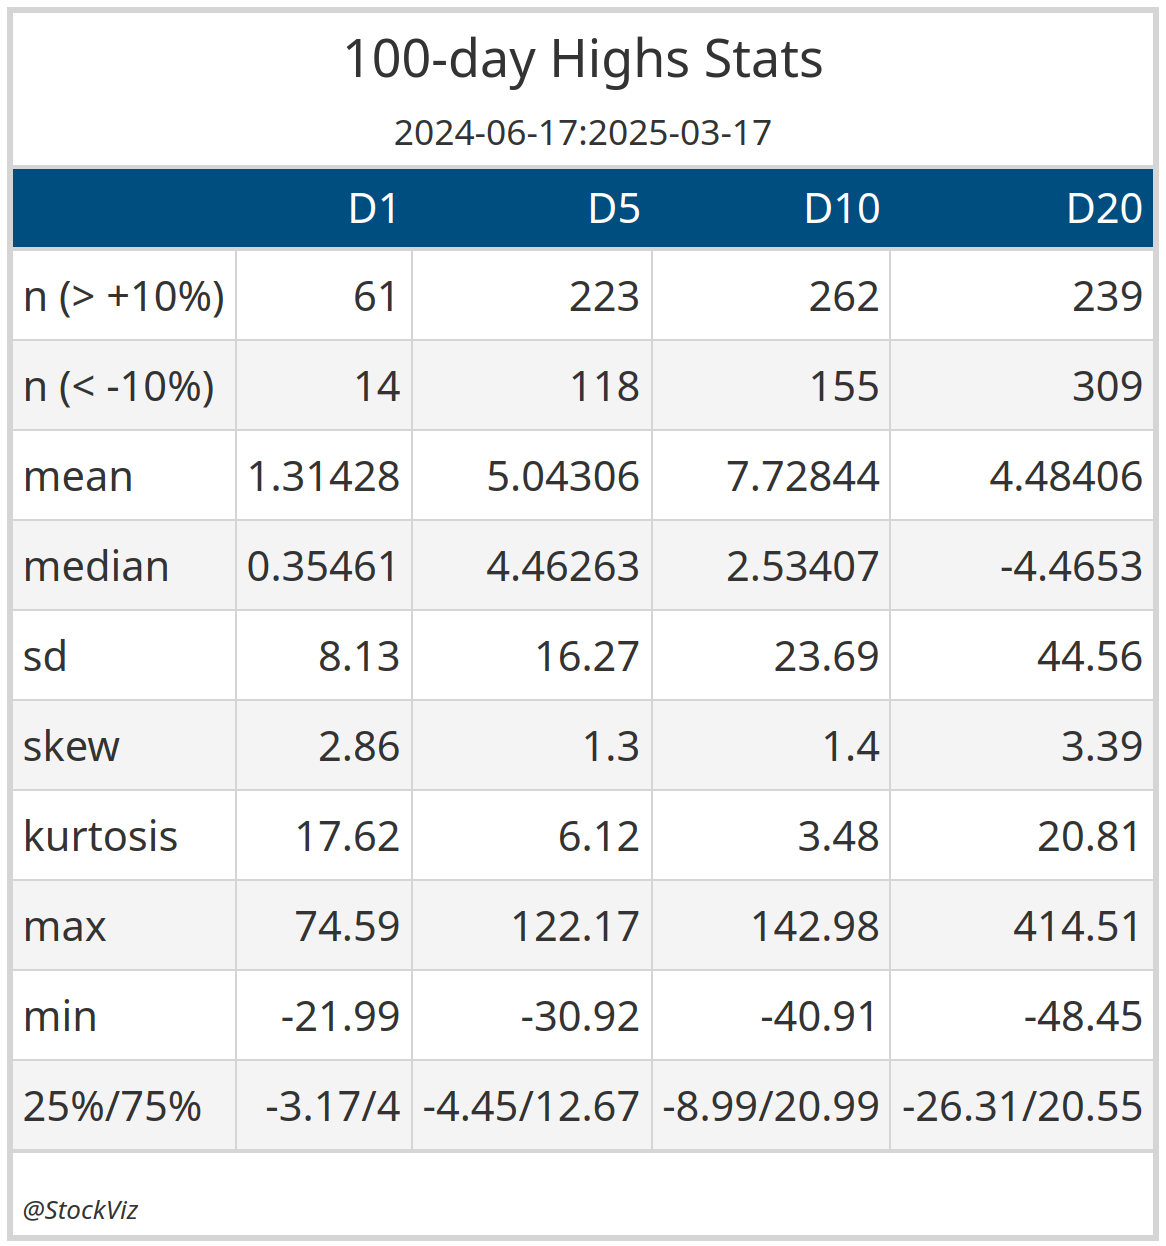 100-day Highs Stats
2024-06-17:2025-03-17
D1 D5 D10 D20
n (> +10%) 61 223 262 239
n (< -10%) 14 118 155 309
mean 1.31428 5.04306 7.72844 4.48406
median 0.35461 4.46263 2.53407 -4.4653
sd 8.13 16.27 23.69 44.56
skew 2.86 1.3 1.4 3.39
kurtosis 17.62 6.12 3.48 20.81
max 74.59 122.17 142.98 414.51
min -21.99 -30.92 -40.91 -48.45
25%/75% -3.17/4 -4.45/12.67 -8.99/20.99 -26.31/20.55
@StockViz